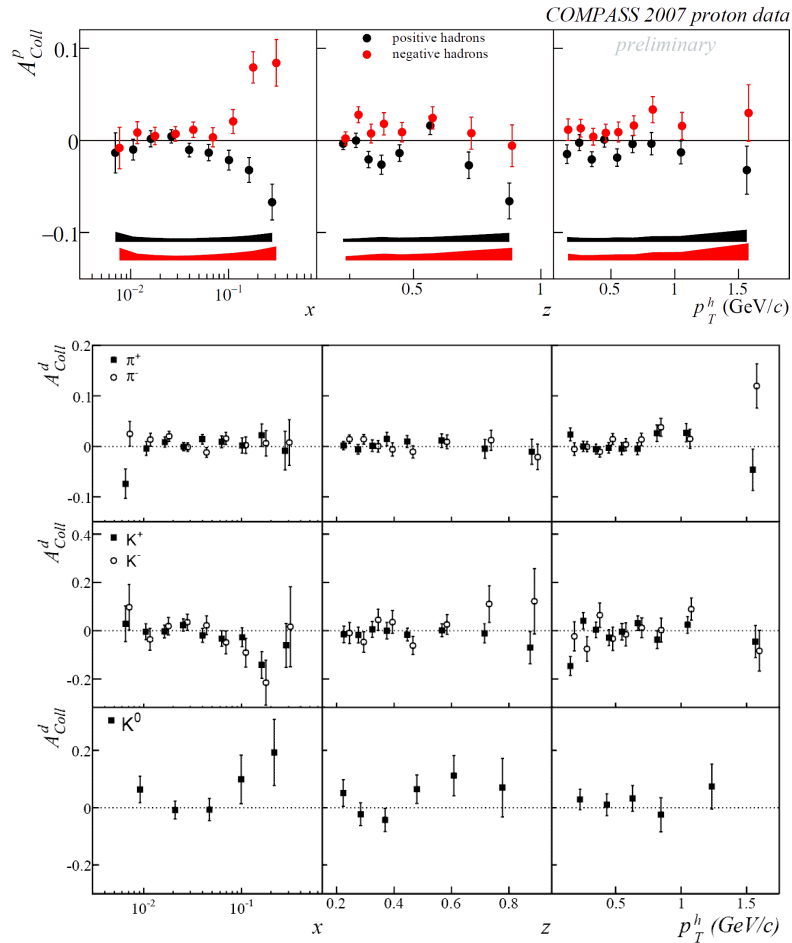 COMPASS 2007 proton data
A^p_Coll
0.1
0
−0.1
positive hadrons
negative hadrons
preliminary
10^-2 10^-1 0.5 1 0.5 1 1.5
x z p^h_T (GeV/c)
A^d_Coll
0.2
0.1
0
-0.1
π+
π-
A^d_Coll
0.4
0.2
0
-0.2
K+
K-
A^d_Coll
0.2
0
-0.2
K0
10^-2 10^-1 0.2 0.4 0.6 0.8 0.5 1 1.5
x z p^h_T (GeV/c)